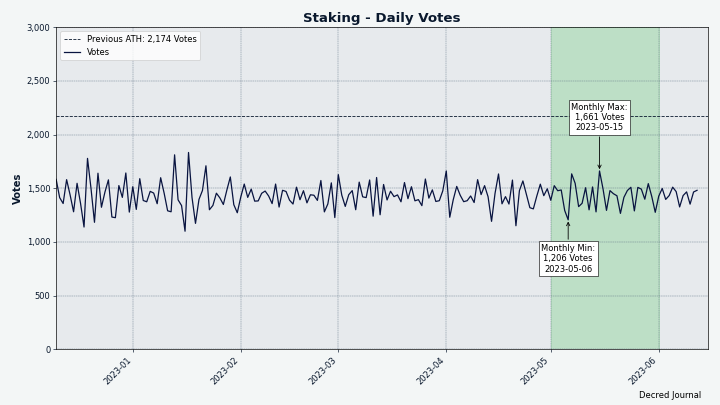 Staking - Daily Votes
3,000
2,500
2,000
1,500
1,000
500
0
Votes
Previous ATH: 2,174 Votes
Votes
Monthly Max:
1,661 Votes
2023-05-15
Monthly Min:
1,206 Votes
2023-05-06
2023-01
2023-02
2023-03
2023-04
2023-05
2023-06
Decred Journal